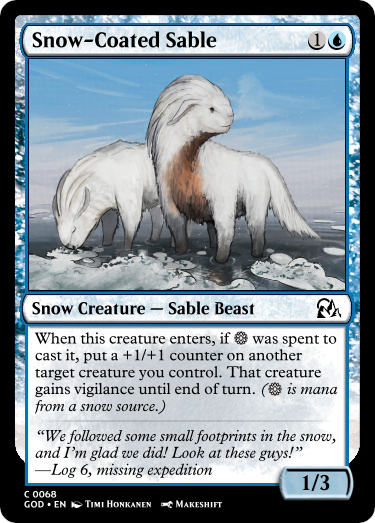 Snow-Coated Sable 1
Snow Creature — Sable Beast
When this creature enters, if was spent to
cast it, put a +1/+1 counter on another
target creature you control. That creature
gains vigilance until end of turn. ( is mana
from a snow source.)
“We followed some small footprints in the snow,
and I’m glad we did! Look at these guys!”
—Log 6, missing expedition
1/3
C 0068
GOD • EN Timi Honkanen Makeshift